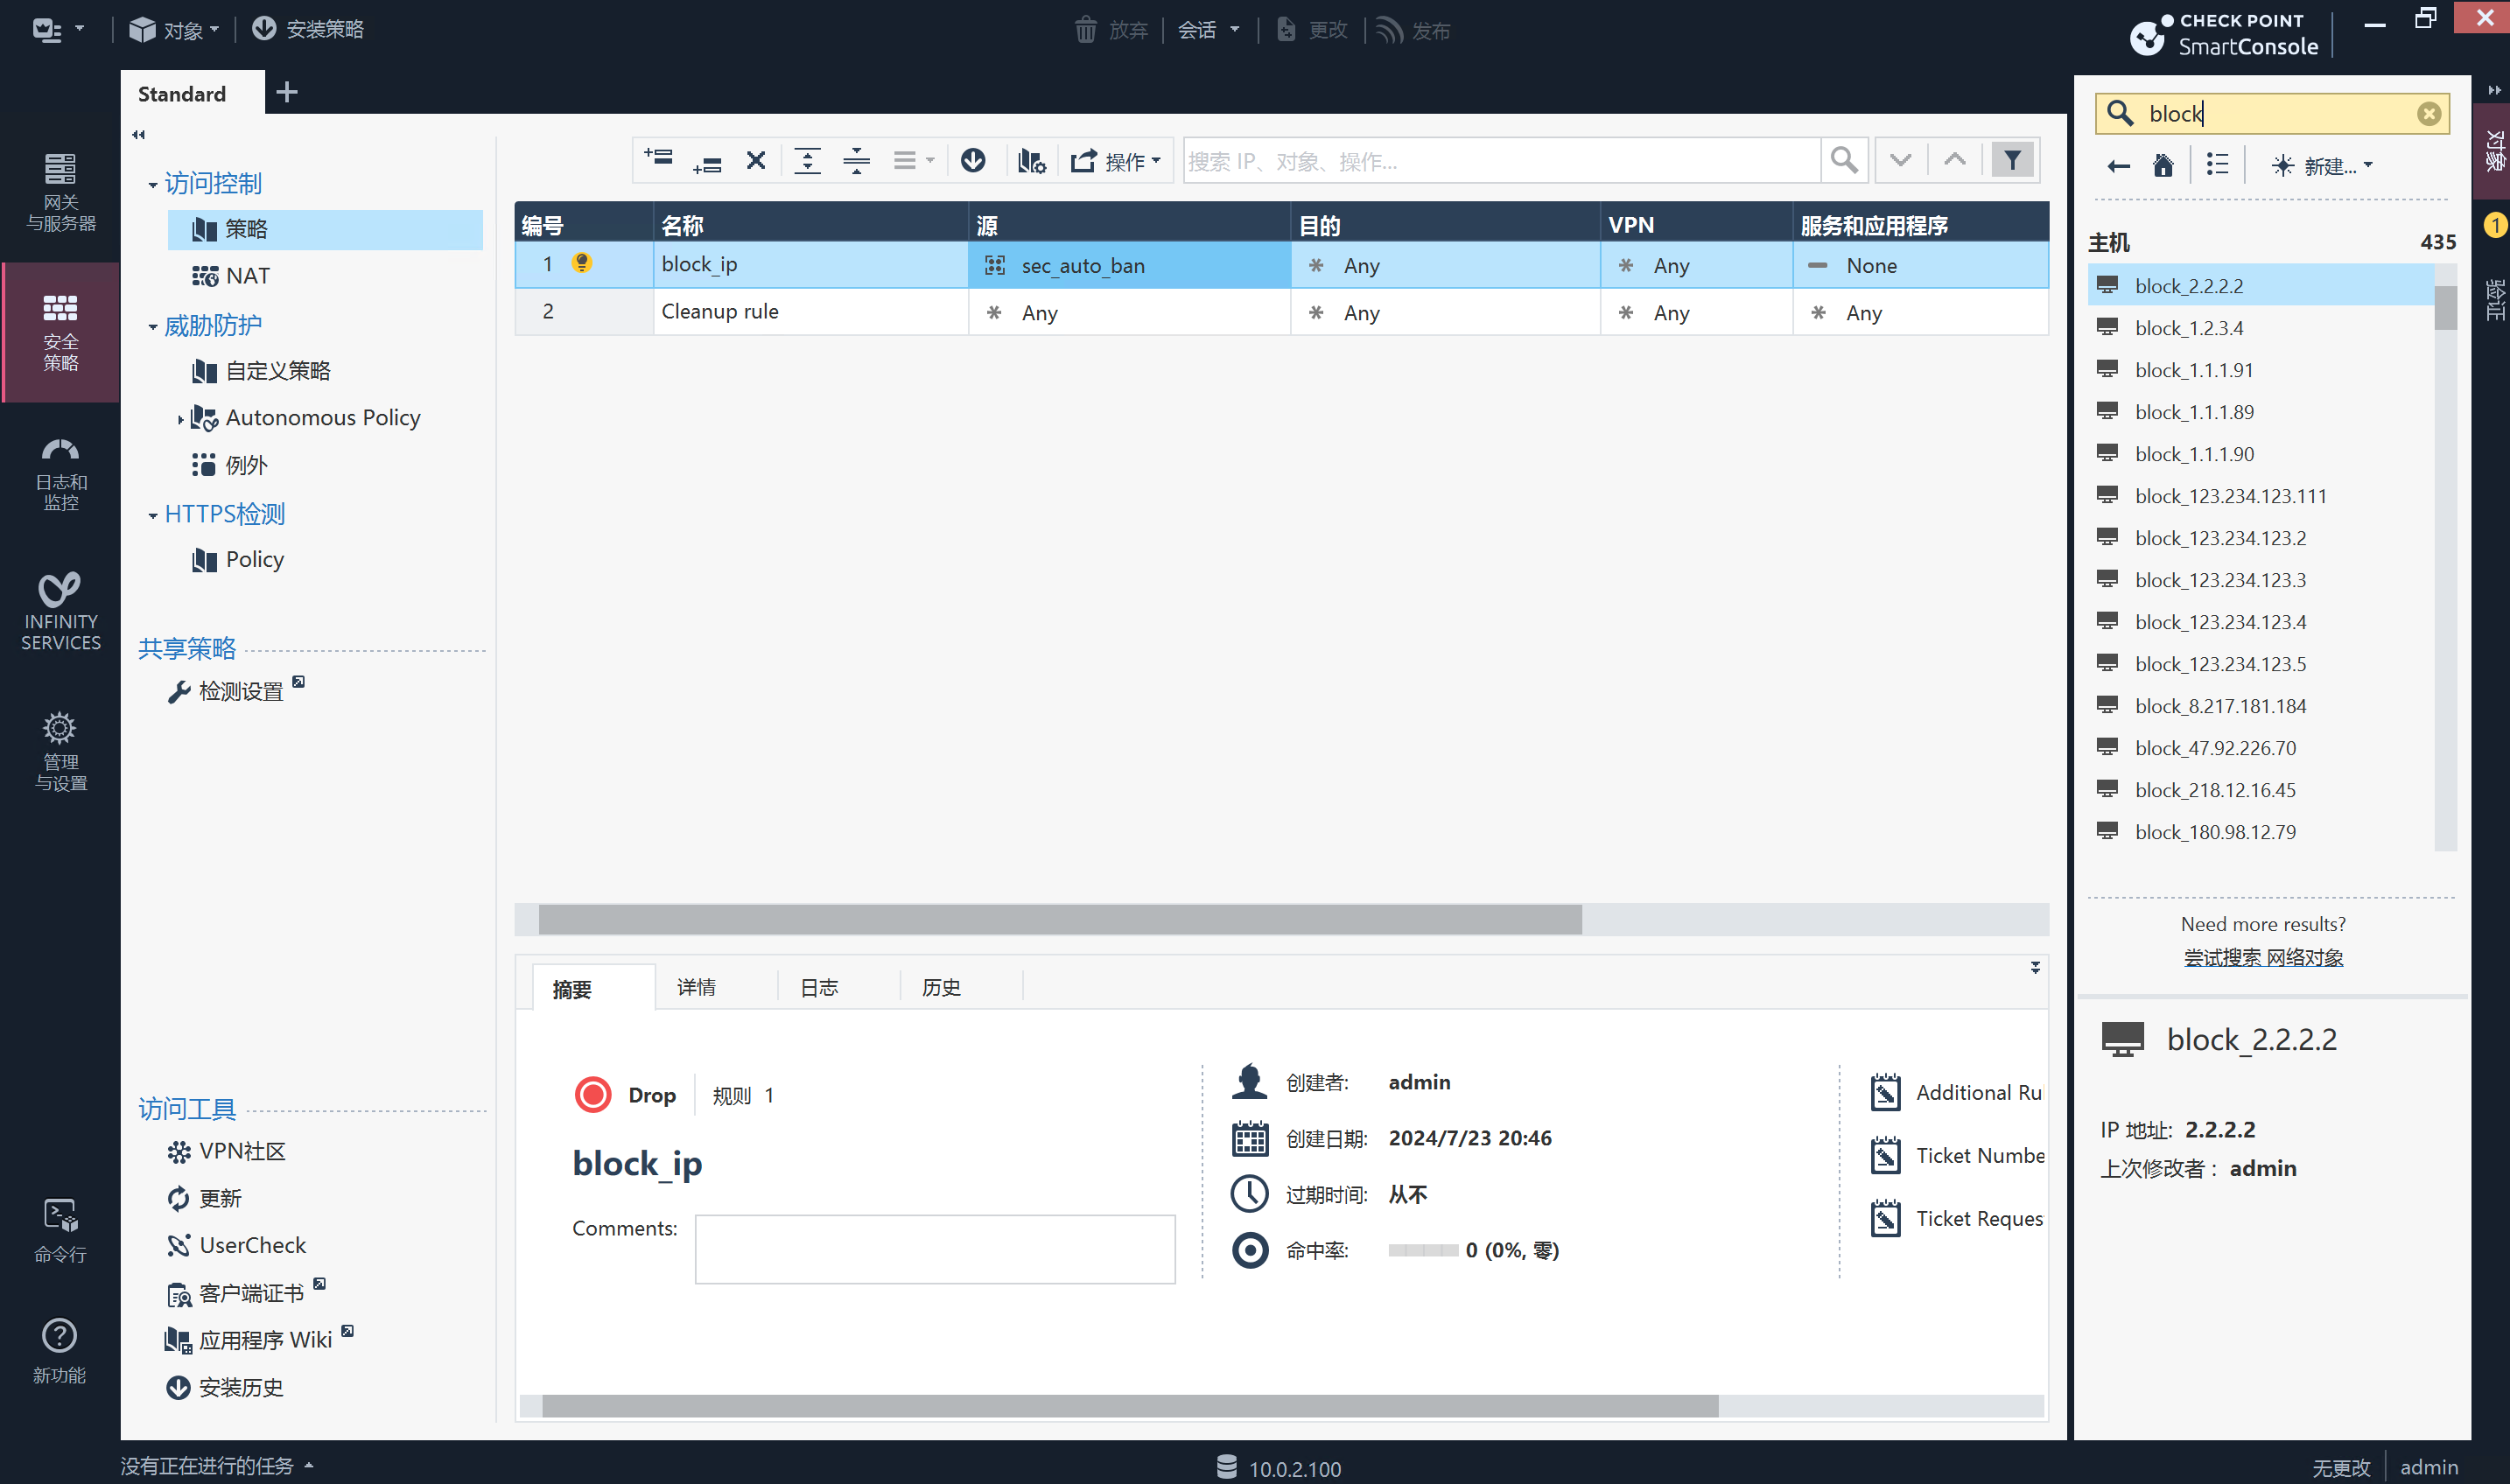 对象
安装策略
放弃
会话
更改
发布
CHECK POINT
SmartConsole
Standard
网关
与服务器
安全
策略
日志和
监控
INFINITY
SERVICES
管理
与设置
命令行
新功能
访问控制
策略
NAT
威胁防护
自定义策略
Autonomous Policy
例外
HTTPS检测
Policy
共享策略
检测设置
访问工具
VPN社区
更新
UserCheck
客户端证书
应用程序 Wiki
安装历史
操作
搜索 IP、对象、操作...
编号 名称 源 目的 VPN 服务和应用程序
1 block_ip sec_auto_ban * Any * Any None
2 Cleanup rule * Any * Any * Any * Any
摘要 详情 日志 历史
Drop 规则 1
block_ip
Comments:
创建者: admin
创建日期: 2024/7/23 20:46
过期时间: 从不
命中率: 0 (0%, 零)
Additional Ru
Ticket Numbe
Ticket Reques
block
新建...
主机 435
block_2.2.2.2
block_1.2.3.4
block_1.1.1.91
block_1.1.1.89
block_1.1.1.90
block_123.234.123.111
block_123.234.123.2
block_123.234.123.3
block_123.234.123.4
block_123.234.123.5
block_8.217.181.184
block_47.92.226.70
block_218.12.16.45
block_180.98.12.79
Need more results?
尝试搜索 网络对象
block_2.2.2.2
IP 地址: 2.2.2.2
上次修改者 : admin
对象
1
验证
没有正在进行的任务
10.0.2.100
无更改
admin